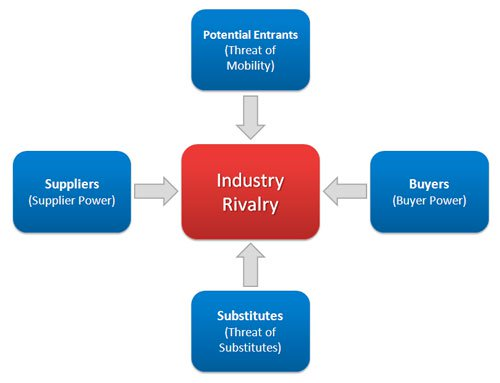 Potential Entrants
(Threat of
Mobility)
Suppliers
(Supplier Power)
Industry
Rivalry
Buyers
(Buyer Power)
Substitutes
(Threat of
Substitutes)